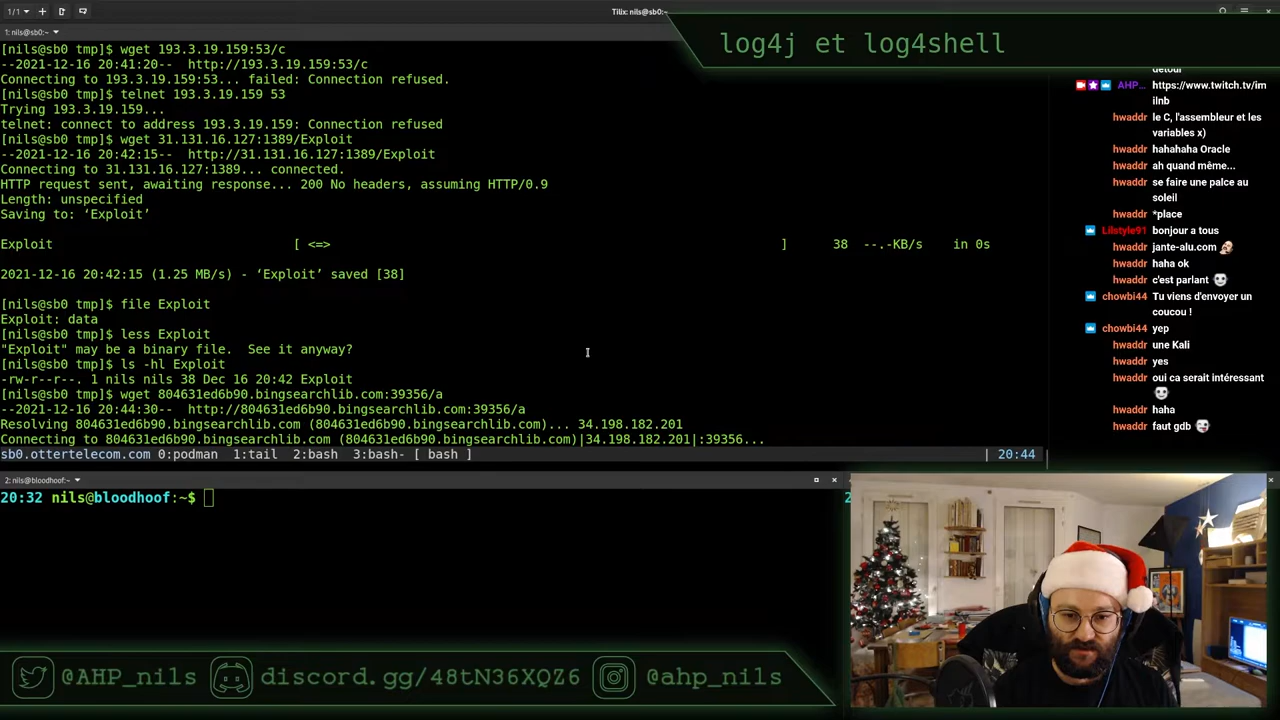 1/1
Tilix: nils@sb0:~
1: nils@sb0:~
log4j et log4shell
[nils@sb0 tmp]$ wget 193.3.19.159:53/c
--2021-12-16 20:41:20--  http://193.3.19.159:53/c
Connecting to 193.3.19.159:53... failed: Connection refused.
[nils@sb0 tmp]$ telnet 193.3.19.159 53
Trying 193.3.19.159...
telnet: connect to address 193.3.19.159: Connection refused
[nils@sb0 tmp]$ wget 31.131.16.127:1389/Exploit
--2021-12-16 20:42:15--  http://31.131.16.127:1389/Exploit
Connecting to 31.131.16.127:1389... connected.
HTTP request sent, awaiting response... 200 No headers, assuming HTTP/0.9
Length: unspecified
Saving to: ‘Exploit’
Exploit [ <=> ] 38 --.-KB/s in 0s
2021-12-16 20:42:15 (1.25 MB/s) - ‘Exploit’ saved [38]
[nils@sb0 tmp]$ file Exploit
Exploit: data
[nils@sb0 tmp]$ less Exploit
"Exploit" may be a binary file.  See it anyway?
[nils@sb0 tmp]$ ls -hl Exploit
-rw-r--r--. 1 nils nils 38 Dec 16 20:42 Exploit
[nils@sb0 tmp]$ wget 804631ed6b90.bingsearchlib.com:39356/a
--2021-12-16 20:44:30--  http://804631ed6b90.bingsearchlib.com:39356/a
Resolving 804631ed6b90.bingsearchlib.com (804631ed6b90.bingsearchlib.com)... 34.198.182.201
Connecting to 804631ed6b90.bingsearchlib.com (804631ed6b90.bingsearchlib.com)|34.198.182.201|:39356...
sb0.ottertelecom.com 0:podman  1:tail  2:bash  3:bash- [ bash ] | 20:44
detour
AHP... https://www.twitch.tv/im
ilnb
hwaddr le C, l'assembleur et les
variables x)
hwaddr hahahaha Oracle
hwaddr ah quand même...
hwaddr se faire une palce au
soleil
hwaddr *place
Lilstyle91 bonjour a tous
hwaddr jante-alu.com
hwaddr haha ok
hwaddr c'est parlant
chowbi44 Tu viens d'envoyer un
coucou !
chowbi44 yep
hwaddr une Kali
hwaddr yes
hwaddr oui ca serait intéressant
hwaddr haha
hwaddr faut gdb
2: nils@bloodhoof:~
20:32 nils@bloodhoof:~$
2
@AHP_nils
discord.gg/48tN36XQZ6
@ahp_nils